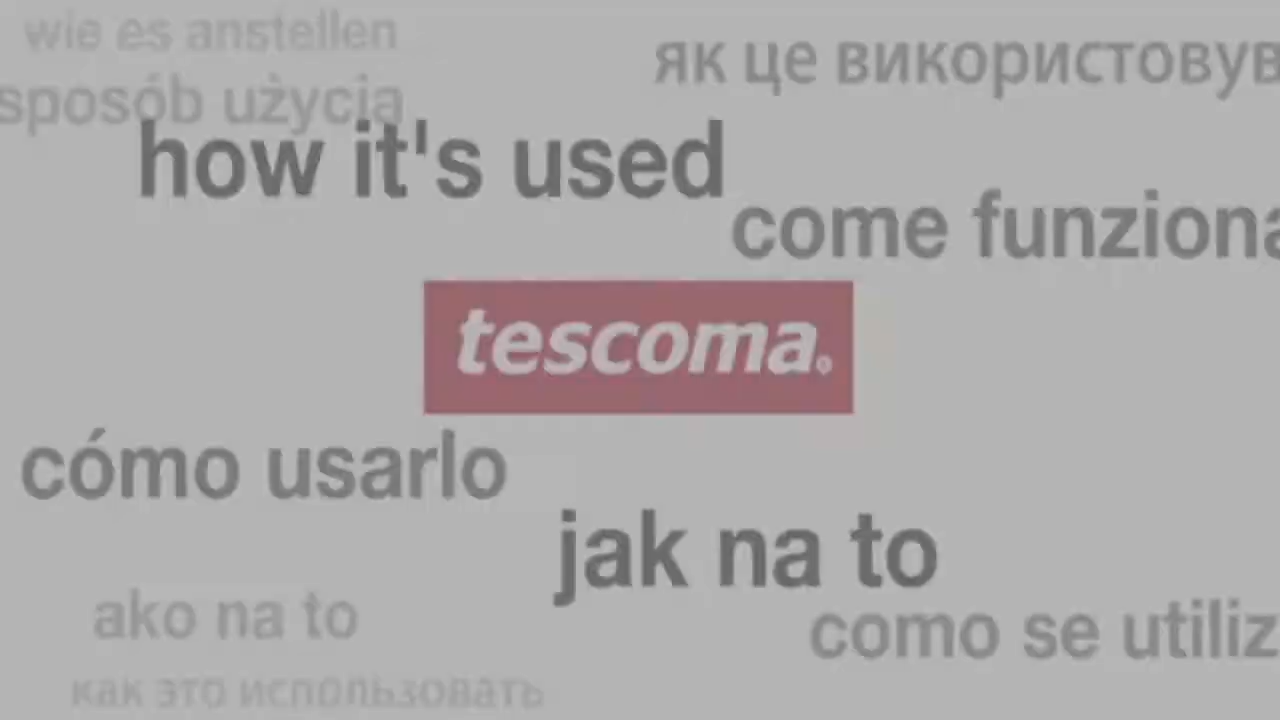 wie es anstellen
як це використовув
sposób użycia
how it's used
come funziona
tescoma®
cómo usarlo
jak na to
ako na to
como se utiliz
как это использовать